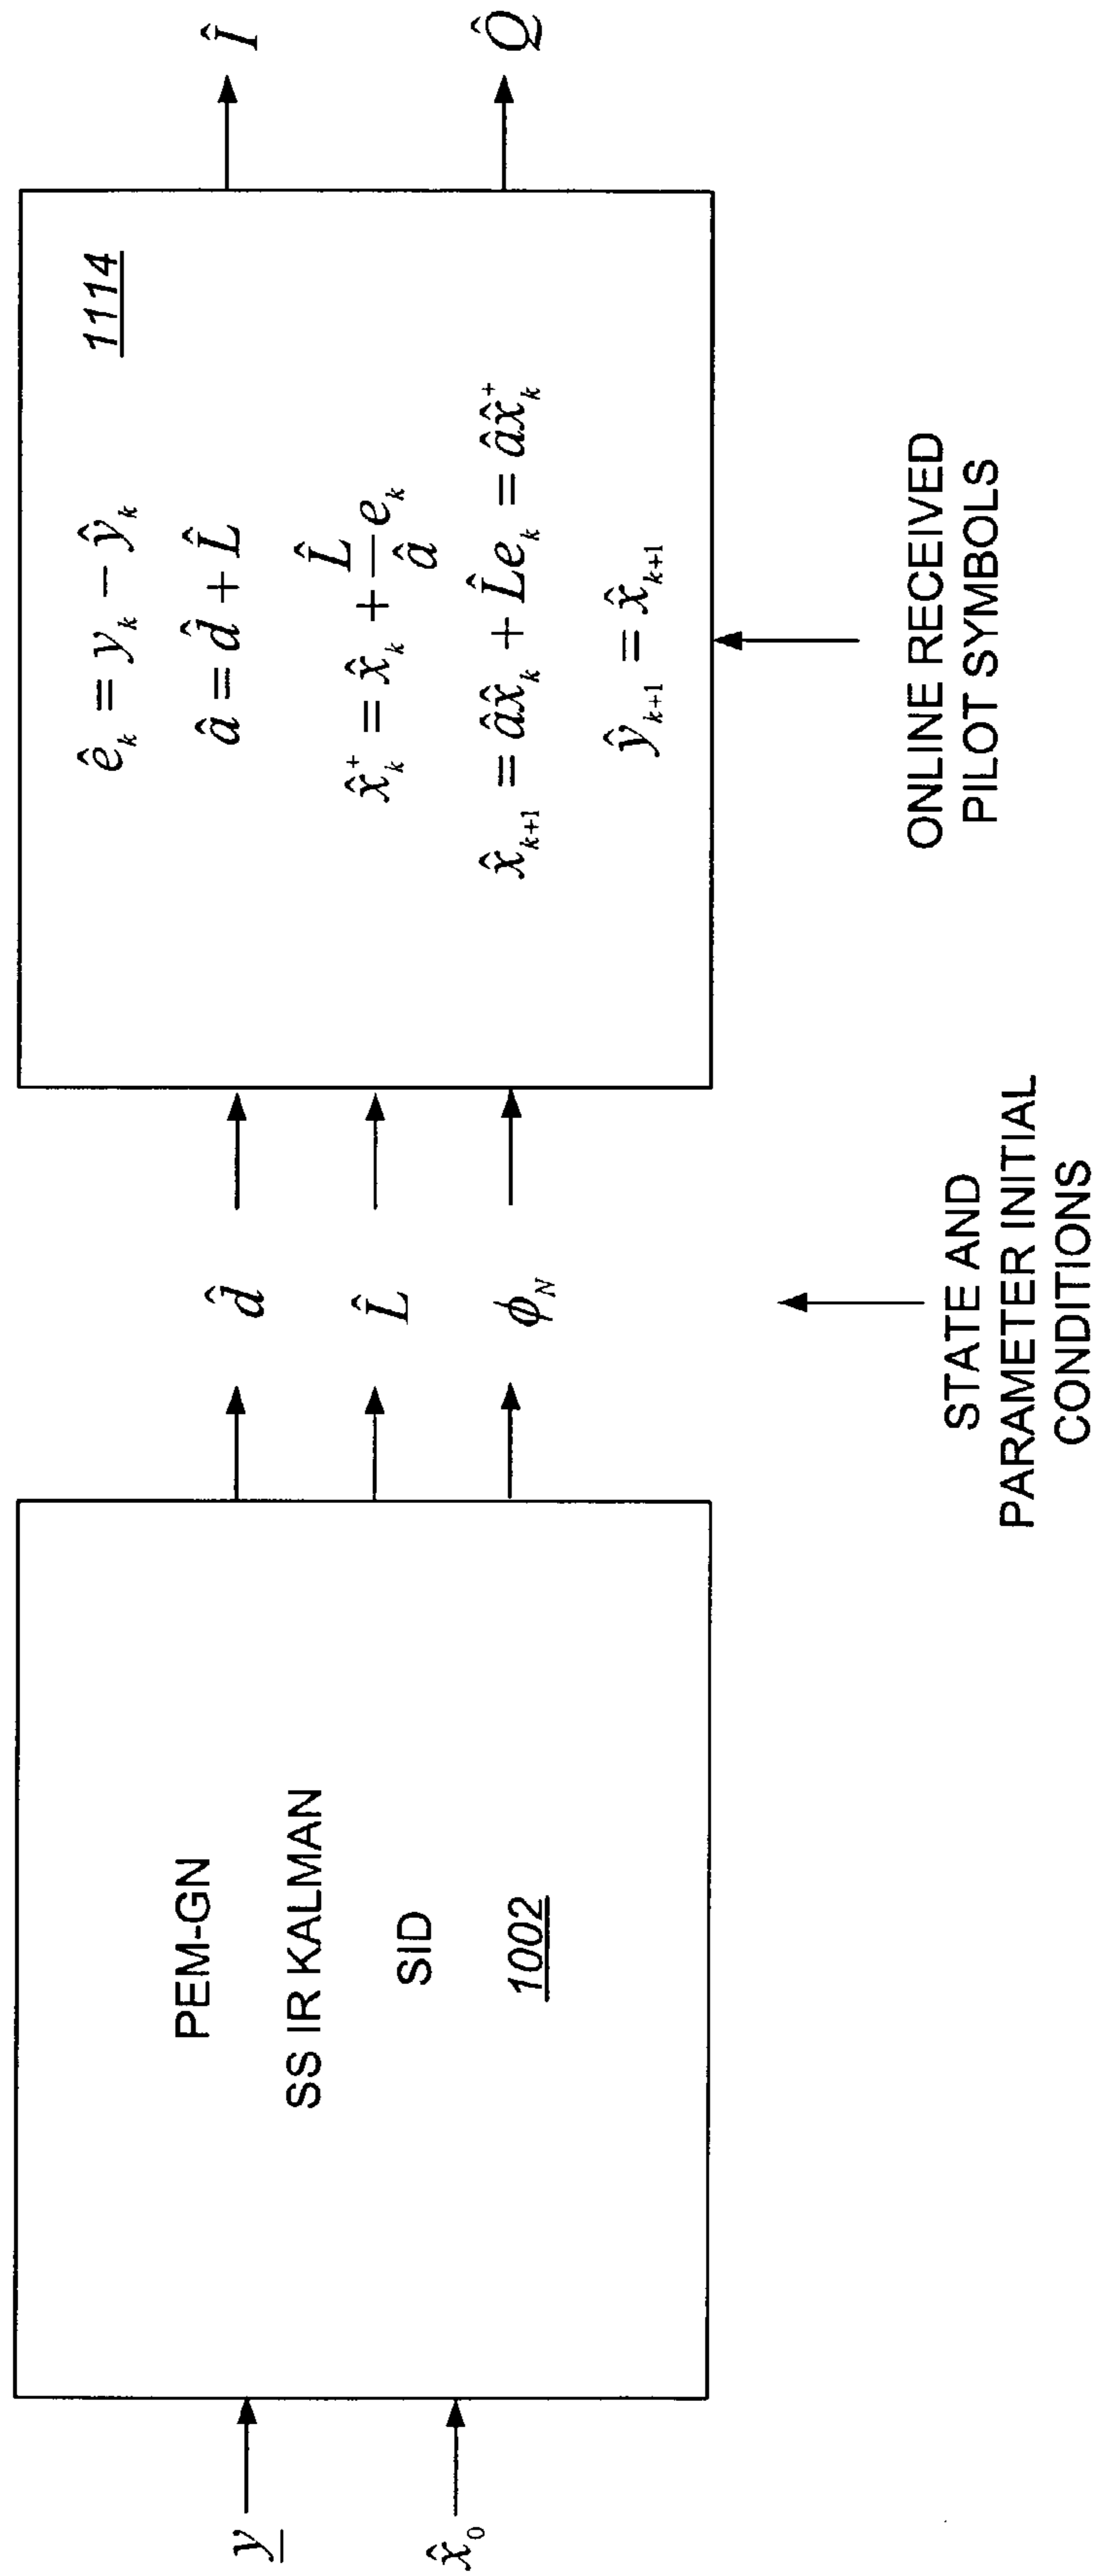 y
x̂₀
PEM-GN
SS IR KALMAN
SID
1002
d̂
L̂
ϕ_N
STATE AND
PARAMETER INITIAL
CONDITIONS
1114
ê_k = y_k − ŷ_k
â = d̂ + L̂
x̂_k⁺ = x̂_k + L̂/â e_k
x̂_{k+1} = âx̂_k + L̂e_k = âx̂_k⁺
ŷ_{k+1} = x̂_{k+1}
ONLINE RECEIVED
PILOT SYMBOLS
Î
Q̂